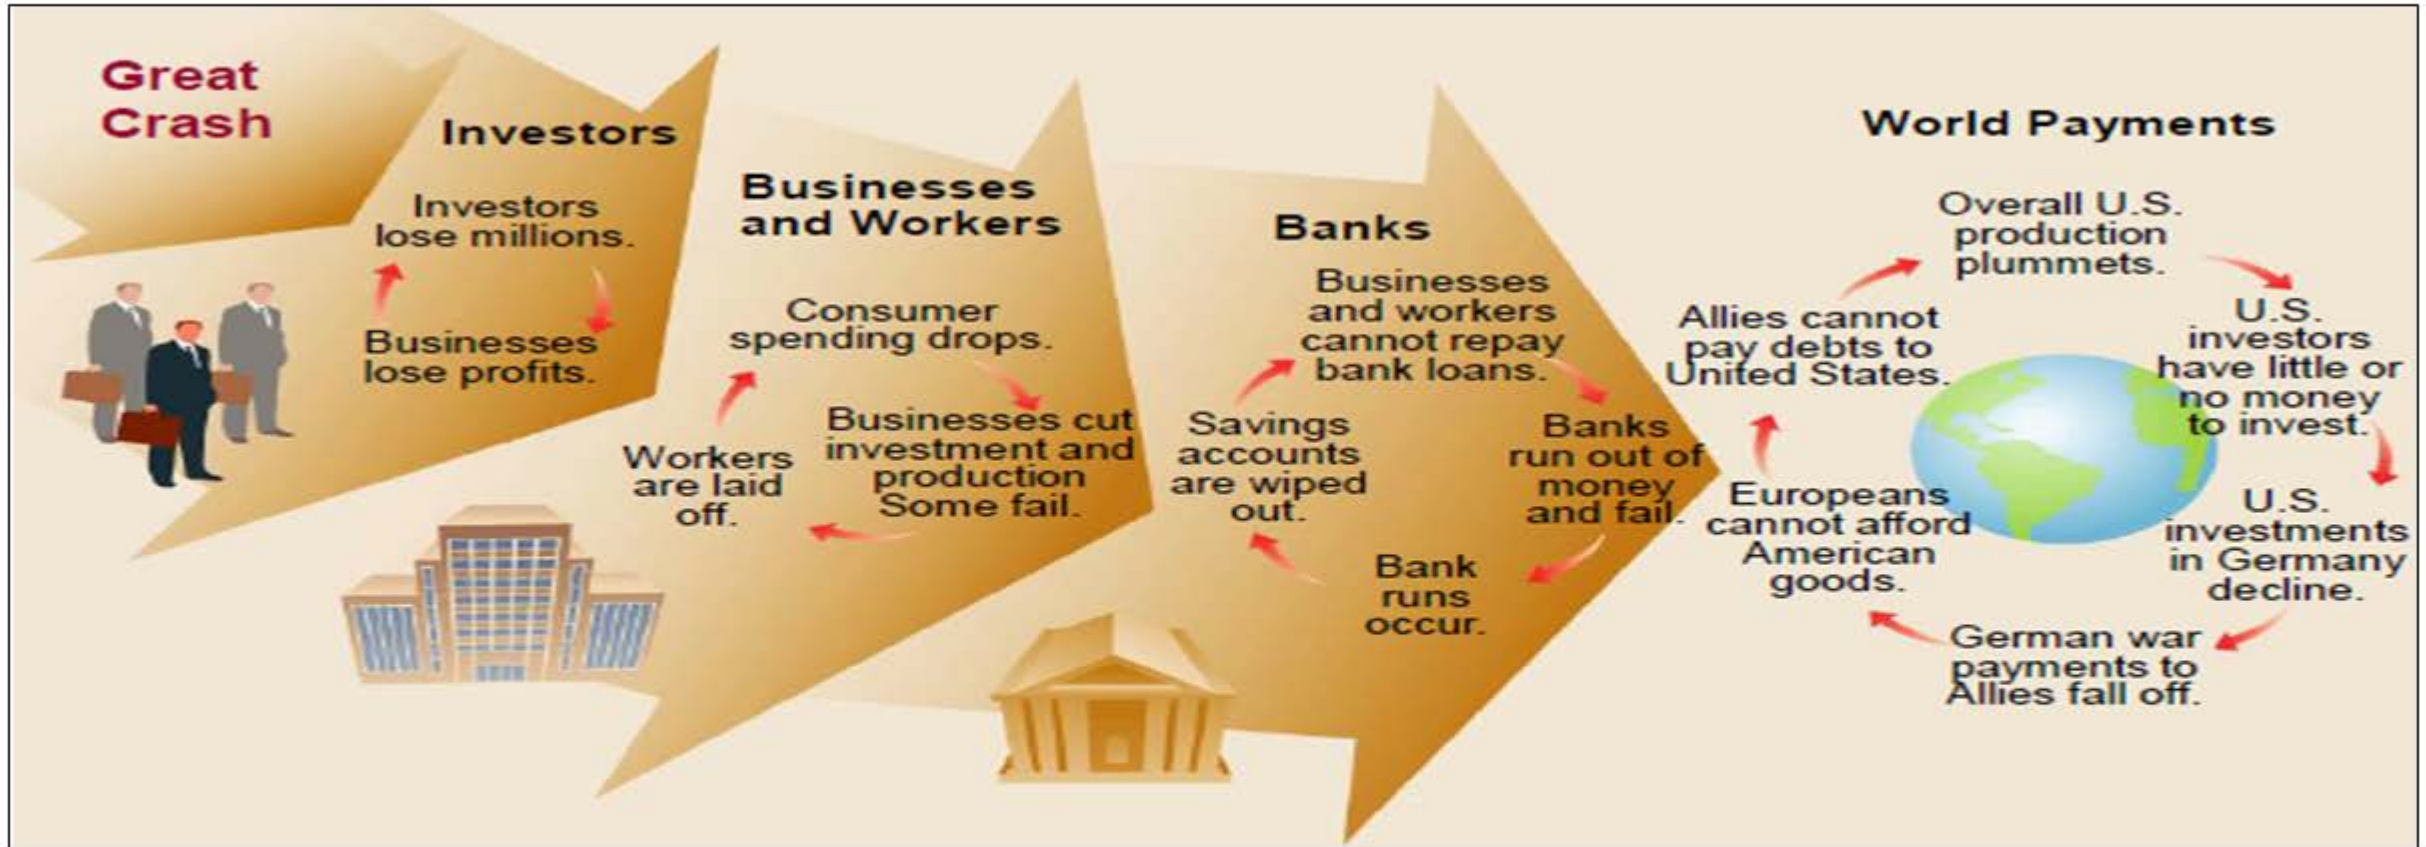 Great
Crash
Investors
Investors
lose millions.
Businesses
lose profits.
Businesses
and Workers
Consumer
spending drops.
Businesses cut
investment and
production
Some fail.
Workers
are laid
off.
Banks
Businesses
and workers
cannot repay
bank loans.
Banks
run out of
money
and fail.
Bank
runs
occur.
Savings
accounts
are wiped
out.
World Payments
Overall U.S.
production
plummets.
U.S.
investors
have little or
no money
to invest.
U.S.
investments
in Germany
decline.
German war
payments to
Allies fall off.
Europeans
cannot afford
American
goods.
Allies cannot
pay debts to
United States.